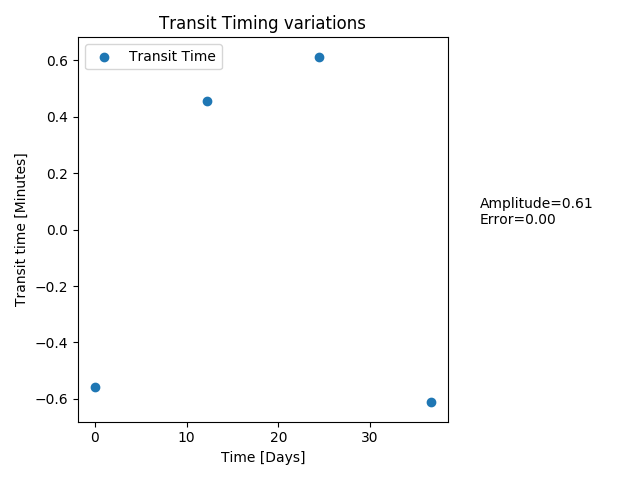 Transit Timing variations
Transit Time
Transit time [Minutes]
0.6
0.4
0.2
0.0
−0.2
−0.4
−0.6
0
10
20
30
Time [Days]
Amplitude=0.61
Error=0.00